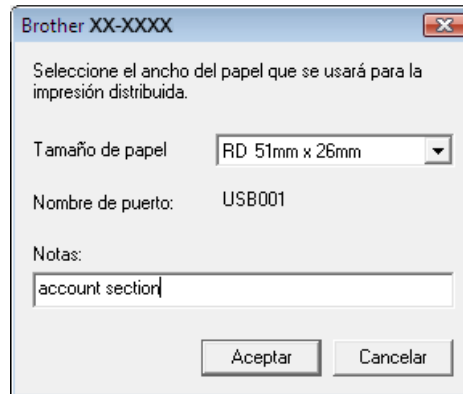 Brother XX-XXXX
Seleccione el ancho del papel que se usará para la
impresión distribuida.
Tamaño de papel RD 51mm x 26mm
Nombre de puerto: USB001
Notas:
account section
Aceptar Cancelar